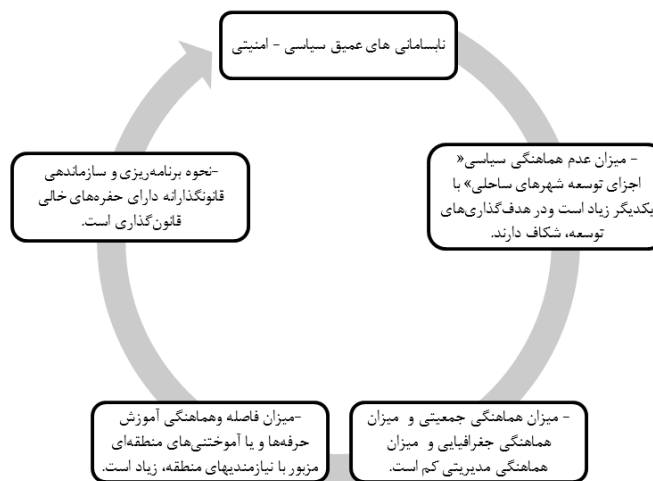 نابسامانی های عمیق سیاسی - امنیتی
- میزان عدم هماهنگی سیاسی«
اجزای توسعه شهرهای ساحلی» با
یکدیگر زیاد است ودر هدف‌گذاری‌های
توسعه، شکاف دارند.
- میزان هماهنگی جمعیتی و میزان
هماهنگی جغرافیایی و میزان
هماهنگی مدیریتی کم است.
-میزان فاصله وهماهنگی آموزش
حرفه‌ها و یا آموختنی‌های منطقه‌ای
مزبور با نیازمندیهای منطقه، زیاد است.
-نحوه برنامه‌ریزی و سازماندهی
قانونگذارانه دارای حفره‌های خالی
قانون‌گذاری است.